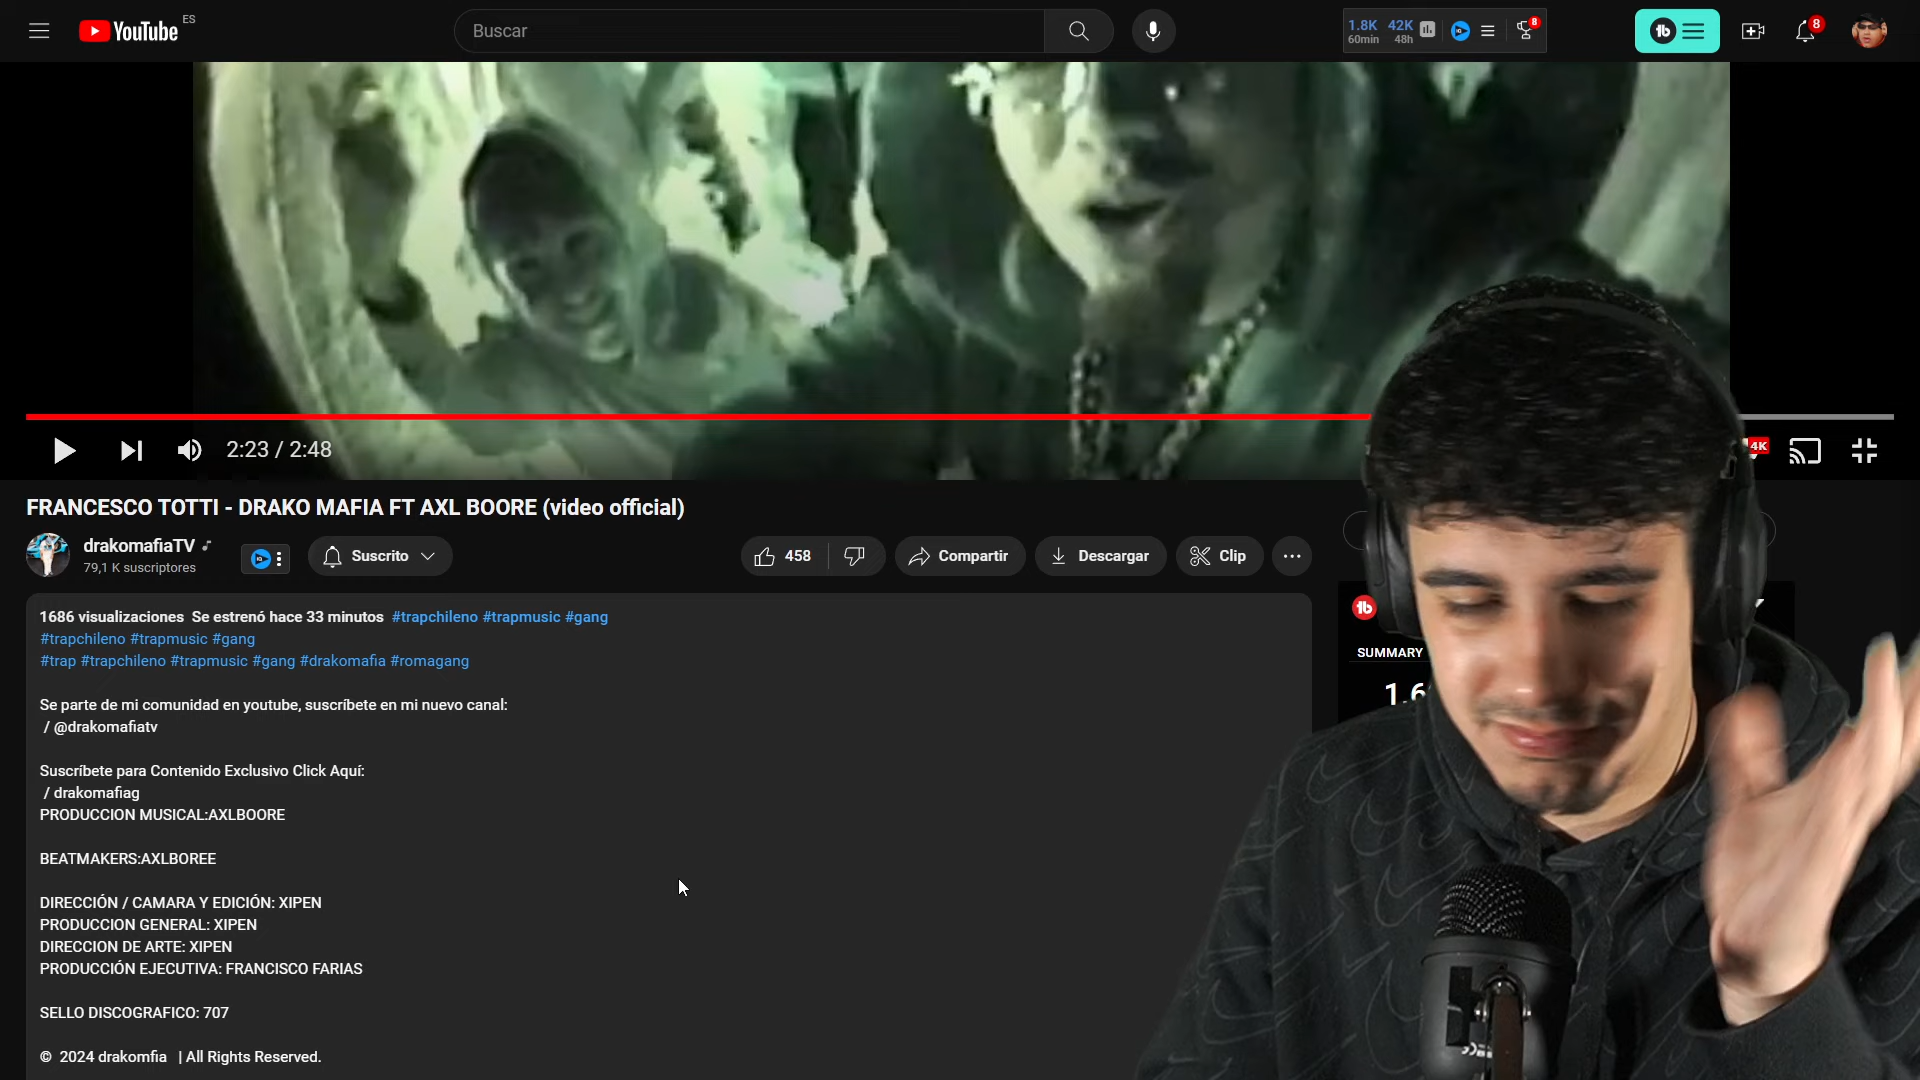 YouTube ES
Buscar
1.8K 42K
60min 48h
8
8
2:23 / 2:48
4K
FRANCESCO TOTTI - DRAKO MAFIA FT AXL BOORE (video official)
drakomafiaTV
79,1 K suscriptores
Suscrito
458
Compartir
Descargar
Clip
1686 visualizaciones Se estrenó hace 33 minutos #trapchileno #trapmusic #gang
#trapchileno #trapmusic #gang
#trap #trapchileno #trapmusic #gang #drakomafia #romagang
Se parte de mi comunidad en youtube, suscríbete en mi nuevo canal:
/ @drakomafiatv
Suscríbete para Contenido Exclusivo Click Aquí:
/ drakomafiag
PRODUCCION MUSICAL:AXLBOORE
BEATMAKERS:AXLBOREE
DIRECCIÓN / CAMARA Y EDICIÓN: XIPEN
PRODUCCION GENERAL: XIPEN
DIRECCION DE ARTE: XIPEN
PRODUCCIÓN EJECUTIVA: FRANCISCO FARIAS
SELLO DISCOGRAFICO: 707
© 2024 drakomfia | All Rights Reserved.
SUMMARY